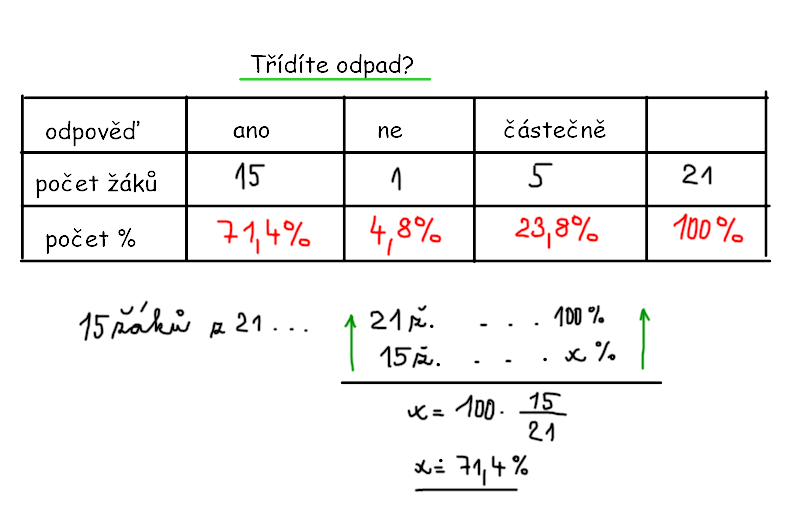 Třídíte odpad?
odpověď ano ne částečně
počet žáků 15 1 5 21
počet % 71,4% 4,8% 23,8% 100%
15 žáků z 21 ... 21 ž. . . . 100%
15 ž. . . . x %
x = 100 · 15/21
x ≐ 71,4%